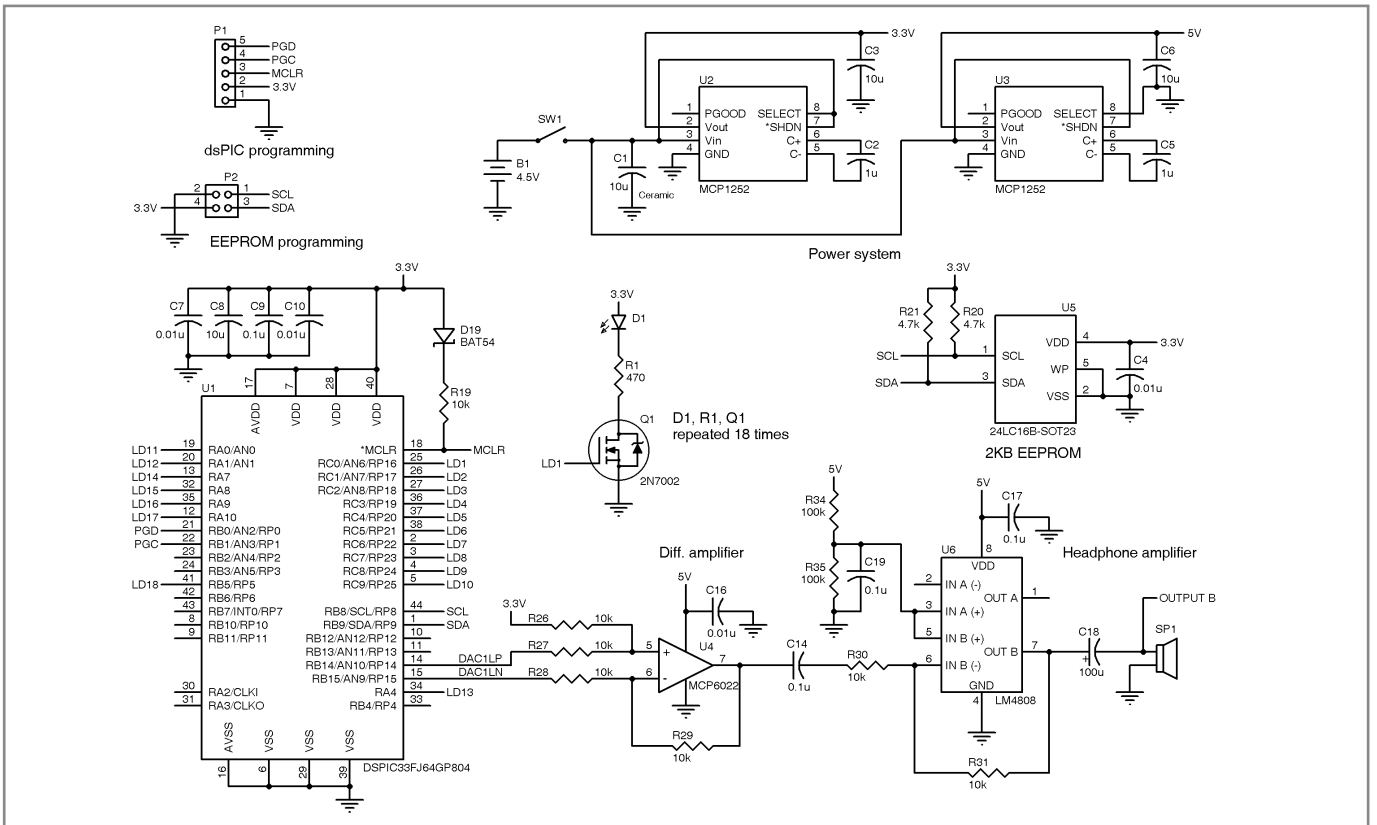 P1
5 PGD
4 PGC
3 MCLR
2 3.3V
1
dsPIC programming
P2
2 1 SCL
3.3V 4 3 SDA
EEPROM programming
SW1
B1
4.5V
C1
10u
Ceramic
U2
1 PGOOD SELECT 8
2 Vout *SHDN 7
3 Vin C+ 6
4 GND C- 5
MCP1252
3.3V
C3
10u
C2
1u
U3
1 PGOOD SELECT 8
2 Vout *SHDN 7
3 Vin C+ 6
4 GND C- 5
MCP1252
5V
C6
10u
C5
1u
Power system
3.3V
C7 C8 C9 C10
0.01u 10u 0.1u 0.01u
D19
BAT54
R19
10k
U1
17 7 28 40
AVDD VDD VDD VDD
LD11 19 RA0/AN0
LD12 20 RA1/AN1
LD14 13 RA7
LD15 32 RA8
LD16 35 RA9
LD17 12 RA10
PGD 21 RB0/AN2/RP0
PGC 22 RB1/AN3/RP1
23 RB2/AN4/RP2
24 RB3/AN5/RP3
LD18 41 RB5/RP5
42 RB6/RP6
43 RB7/INT0/RP7
8 RB10/RP10
9 RB11/RP11
30 RA2/CLKI
31 RA3/CLKO
*MCLR 18 MCLR
RC0/AN6/RP16 25 LD1
RC1/AN7/RP17 26 LD2
RC2/AN8/RP18 27 LD3
RC3/RP19 36 LD4
RC4/RP20 37 LD5
RC5/RP21 38 LD6
RC6/RP22 2 LD7
RC7/RP23 3 LD8
RC8/RP24 4 LD9
RC9/RP25 5 LD10
RB8/SCL/RP8 44 SCL
RB9/SDA/RP9 1 SDA
RB12/AN12/RP12 10
RB13/AN11/RP13 11
RB14/AN10/RP14 14 DAC1LP
RB15/AN9/RP15 15 DAC1LN
RA4 34 LD13
RB4/RP4 33
AVSS VSS VSS VSS
16 6 29 39
DSPIC33FJ64GP804
3.3V
D1
R1
470
Q1
LD1
2N7002
D1, R1, Q1
repeated 18 times
3.3V
R21 R20
4.7k 4.7k
U5
SCL 1 SCL
SDA 3 SDA
VDD 4 3.3V
WP 5
VSS 2
C4
0.01u
24LC16B-SOT23
2KB EEPROM
Diff. amplifier
5V
C16
0.01u
3.3V
R26 10k
R27 10k
R28 10k
5 +
6 -
7
U4
MCP6022
R29
10k
C14
0.1u
R30
10k
5V
R34
100k
R35
100k
C19
0.1u
5V
C17
0.1u
Headphone amplifier
U6
8
VDD
2 IN A (-)
3 IN A (+)
5 IN B (+)
6 IN B (-)
OUT A 1
OUT B 7
GND
4
LM4808
R31
10k
C18
+
100u
OUTPUT B
SP1